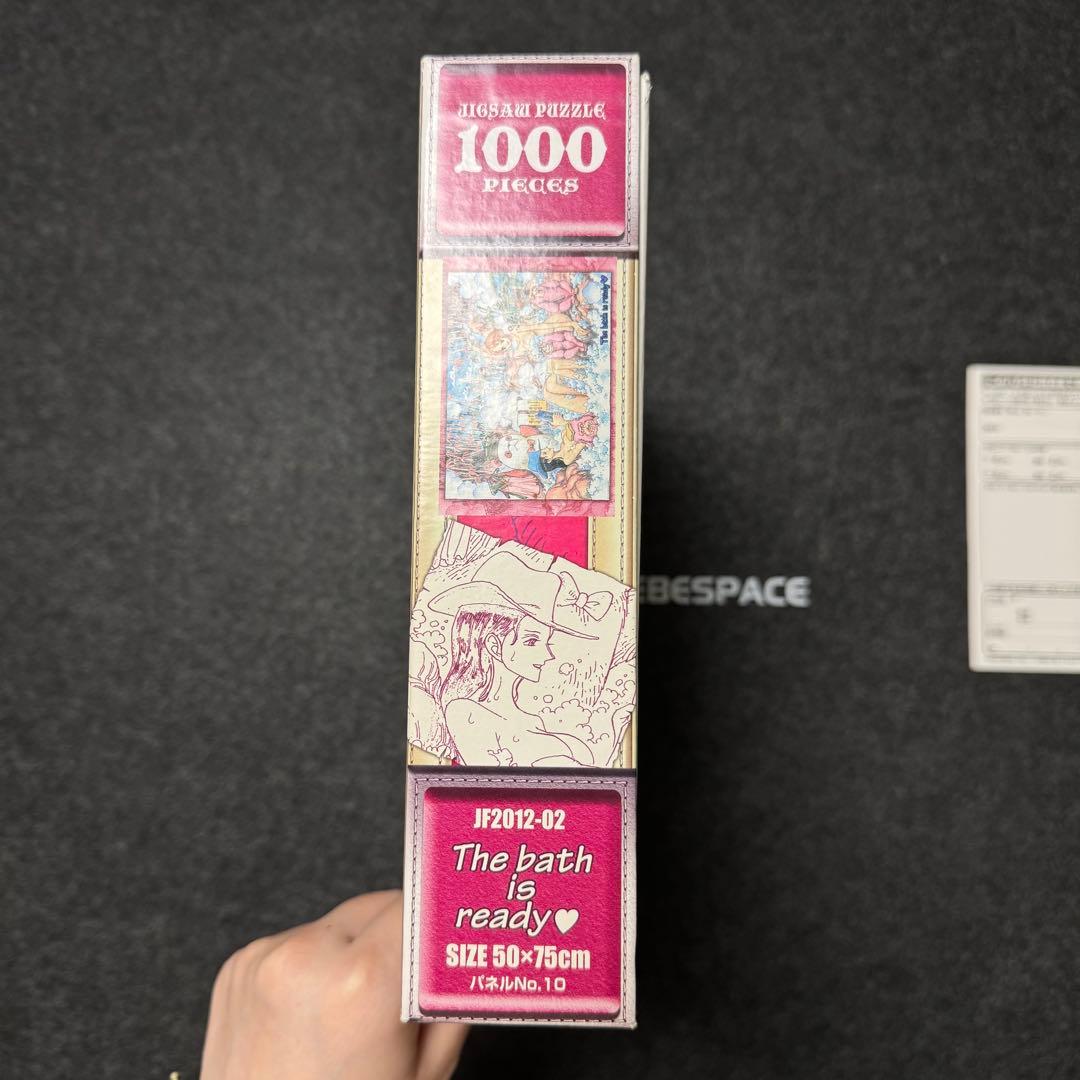 JIGSAW PUZZLE
1000
PIECES
The bath is ready♥
EBESPACE
JF2012-02
The bath
is
ready♥
SIZE 50×75cm
パネルNo.10